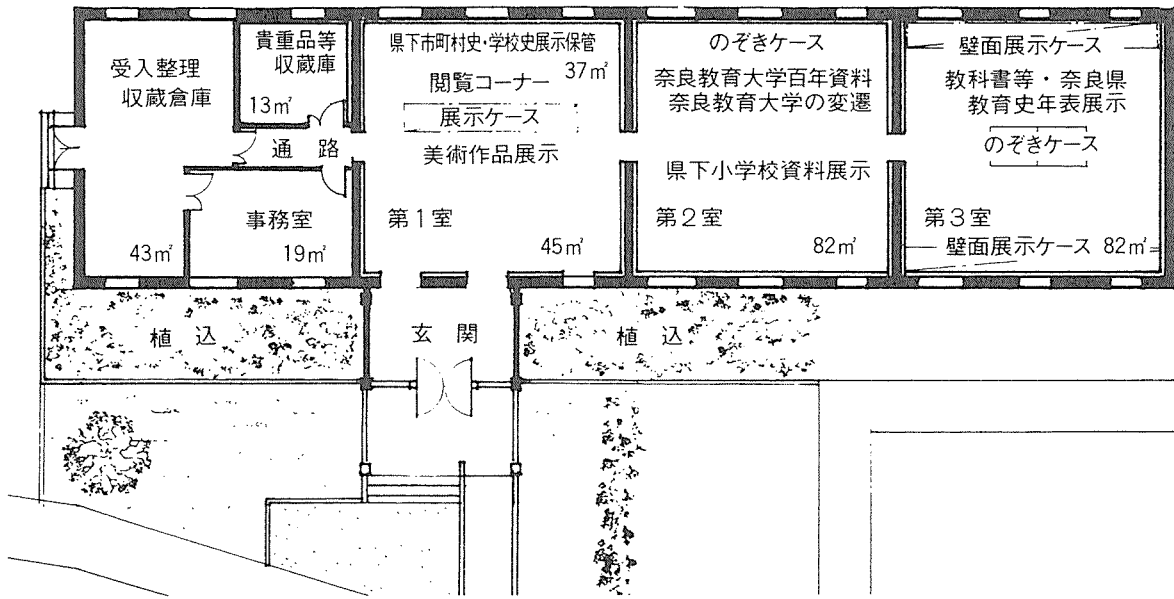 受入整理
収蔵倉庫
43㎡
貴重品等
収蔵庫
13㎡
通路
事務室
19㎡
県下市町村史・学校史展示保管
37㎡
閲覧コーナー
展示ケース
美術作品展示
第1室
45㎡
のぞきケース
奈良教育大学百年資料
奈良教育大学の変遷
県下小学校資料展示
第2室
82㎡
壁面展示ケース
教科書等・奈良県
教育史年表展示
のぞきケース
第3室
壁面展示ケース 82㎡
植込
玄関
植込